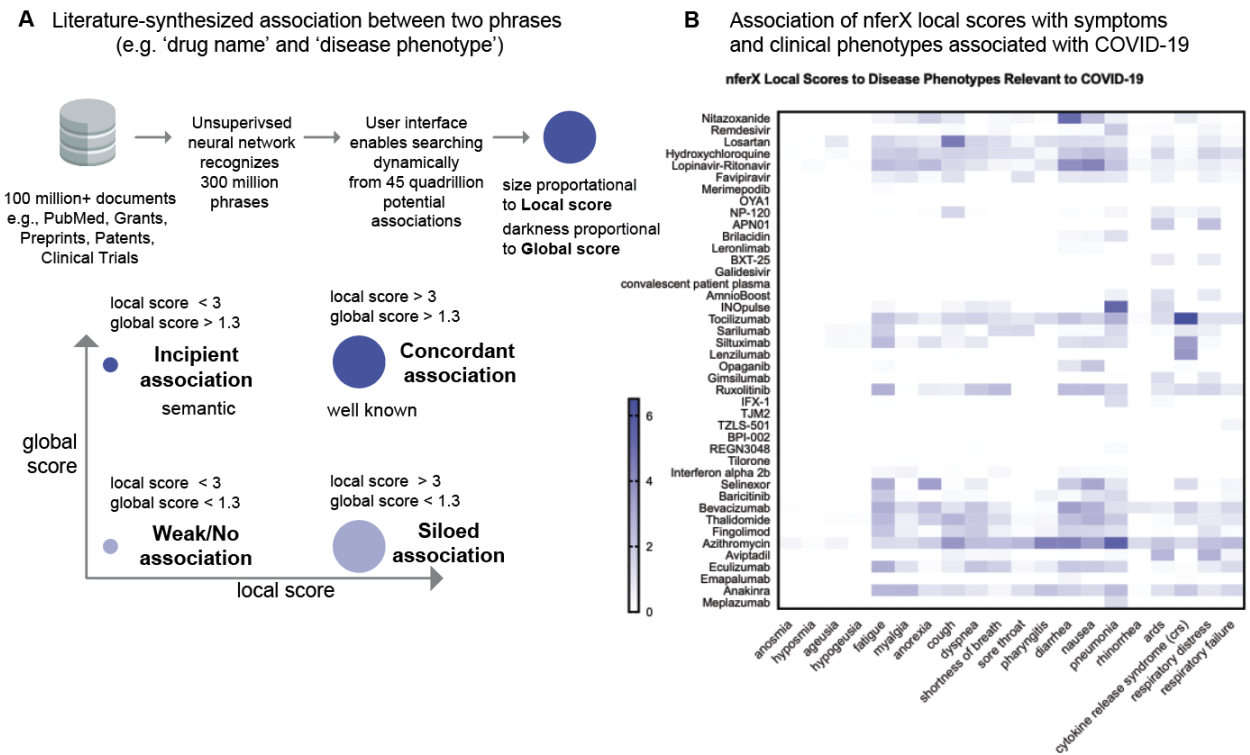 A Literature-synthesized association between two phrases
(e.g. ‘drug name’ and ‘disease phenotype’)
100 million+ documents
e.g., PubMed, Grants,
Preprints, Patents,
Clinical Trials
Unsuperivsed
neural network
recognizes
300 million
phrases
User interface
enables searching
dynamically
from 45 quadrillion
potential
associations
size proportational
to Local score
darkness proportional
to Global score
local score < 3
global score > 1.3
Incipient
association
semantic
local score > 3
global score > 1.3
Concordant
association
well known
global
score
local score < 3
global score < 1.3
Weak/No
association
local score > 3
global score < 1.3
Siloed
association
local score
B Association of nferX local scores with symptoms
and clinical phenotypes associated with COVID-19
nferX Local Scores to Disease Phenotypes Relevant to COVID-19
6
4
2
0
Nitazoxanide
Remdesivir
Losartan
Hydroxychloroquine
Lopinavir-Ritonavir
Favipiravir
Merimepodib
OYA1
NP-120
APN01
Brilacidin
Leronlimab
BXT-25
Galidesivir
convalescent patient plasma
AmnioBoost
INOpulse
Tocilizumab
Sarilumab
Siltuximab
Lenzilumab
Opaganib
Gimsilumab
Ruxolitinib
IFX-1
TJM2
TZLS-501
BPI-002
REGN3048
Tilorone
Interferon alpha 2b
Selinexor
Baricitinib
Bevacizumab
Thalidomide
Fingolimod
Azithromycin
Aviptadil
Eculizumab
Emapalumab
Anakinra
Meplazumab
anosmia
hyposmia
ageusia
hypogeusia
fatigue
myalgia
anorexia
cough
dyspnea
shortness of breath
sore throat
pharyngitis
diarrhea
nausea
pneumonia
rhinorrhea
ards
cytokine release syndrome (crs)
respiratory distress
respiratory failure